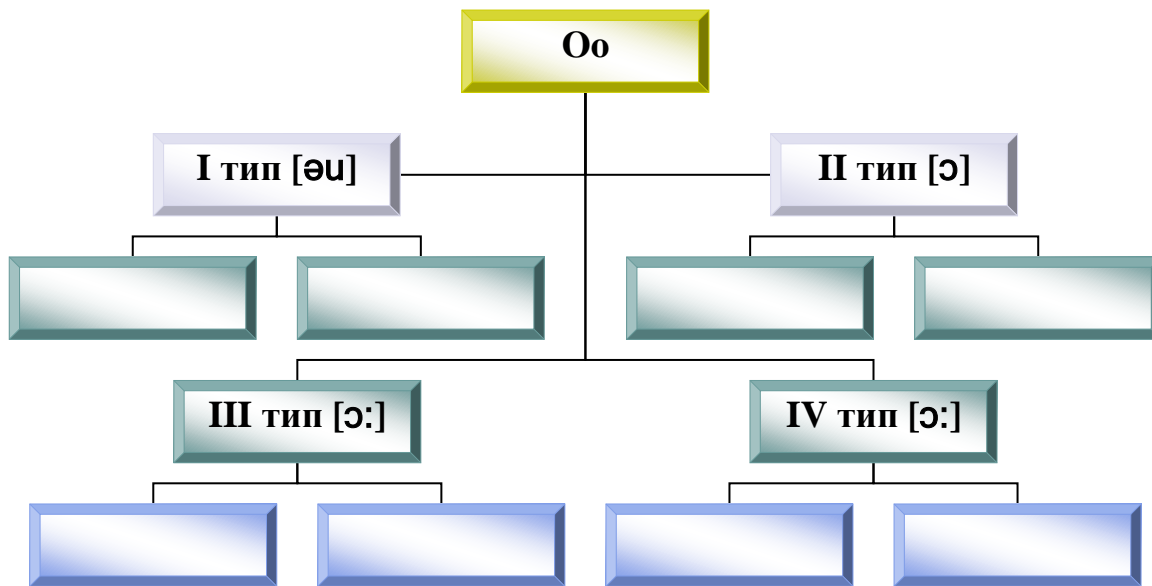 Oo
I тип [əu]
II тип [ɔ]
III тип [ɔ:]
IV тип [ɔ:]